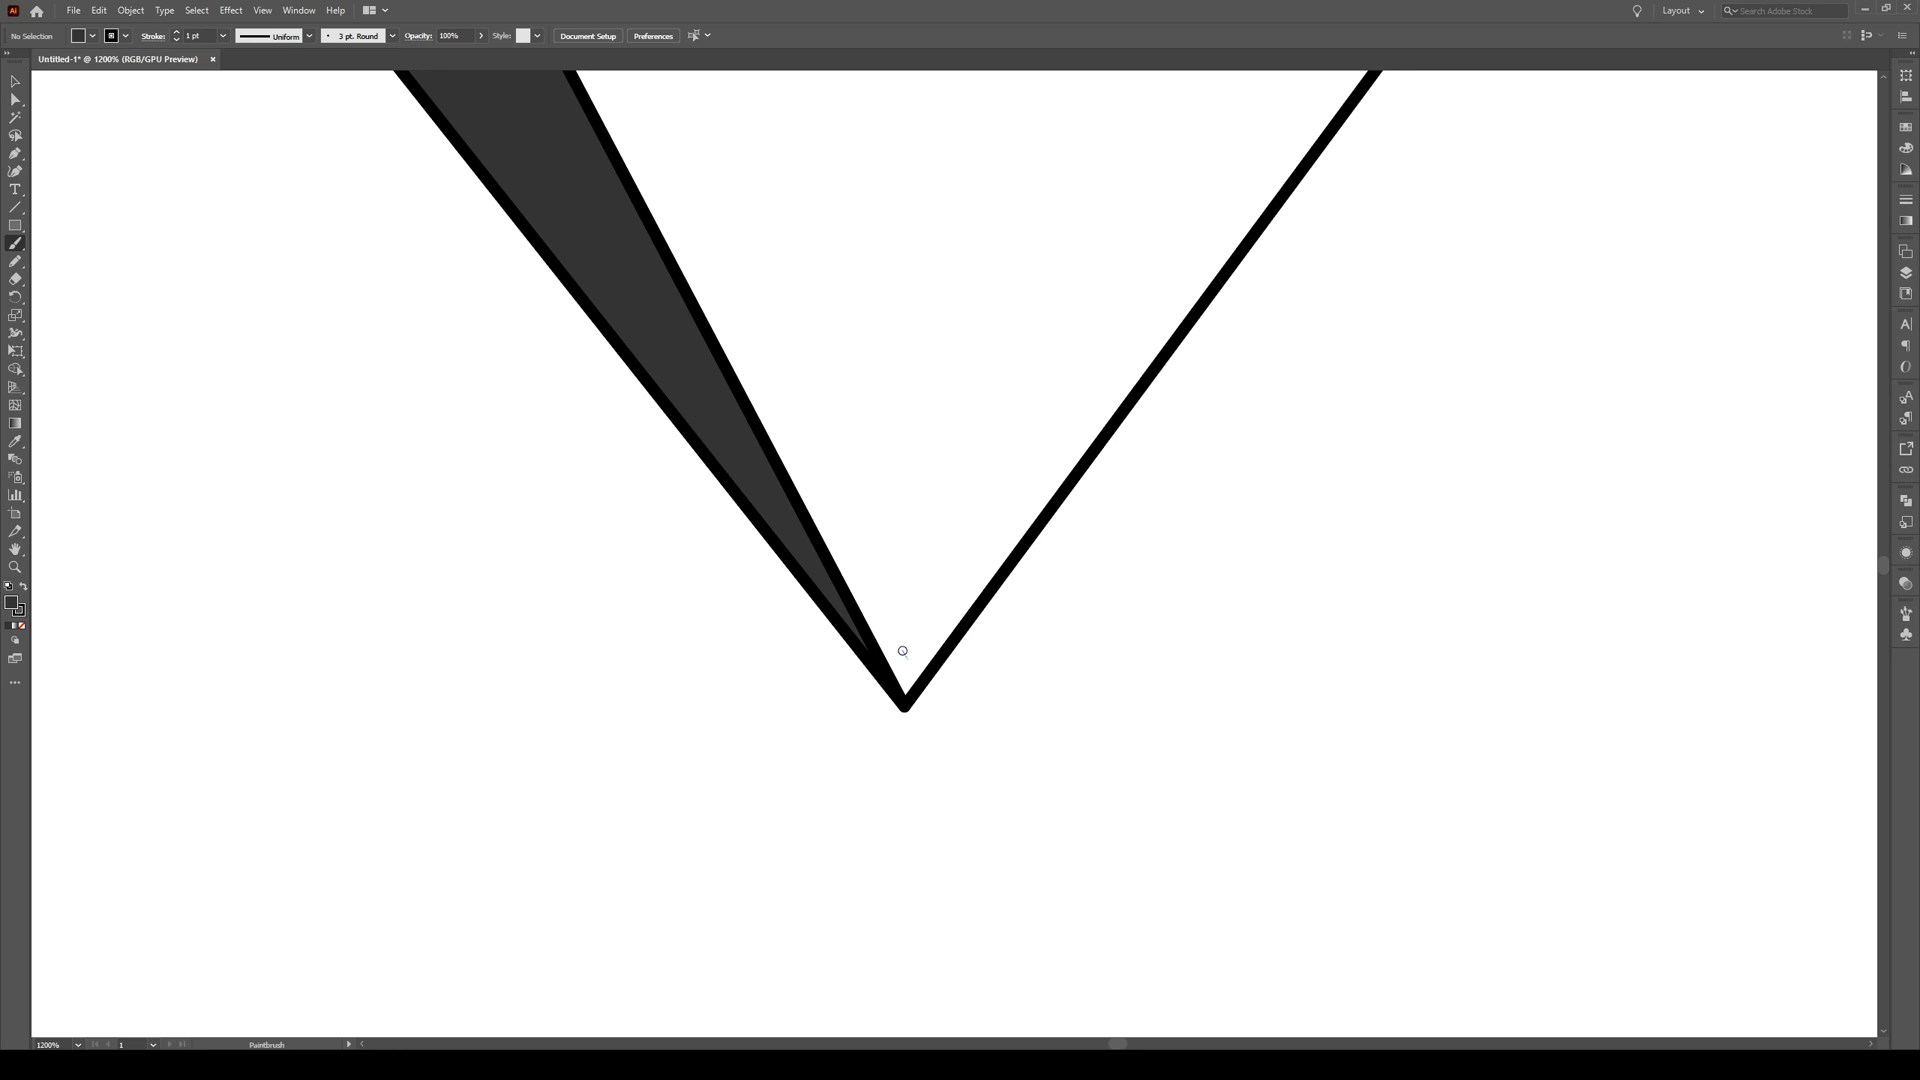 Ai File Edit Object Type Select Effect View Window Help Layout Search Adobe Stock
No Selection Stroke: 1 pt Uniform 3 pt. Round Opacity: 100% Style: Document Setup Preferences
Untitled-1* @ 1200% (RGB/GPU Preview) ×
1200% 1 Paintbrush